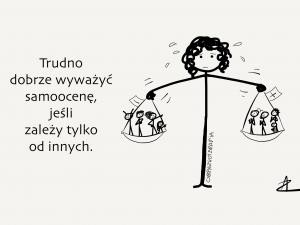 Trudno
dobrze wyważyć
samoocenę,
jeśli
zależy tylko
od innych.